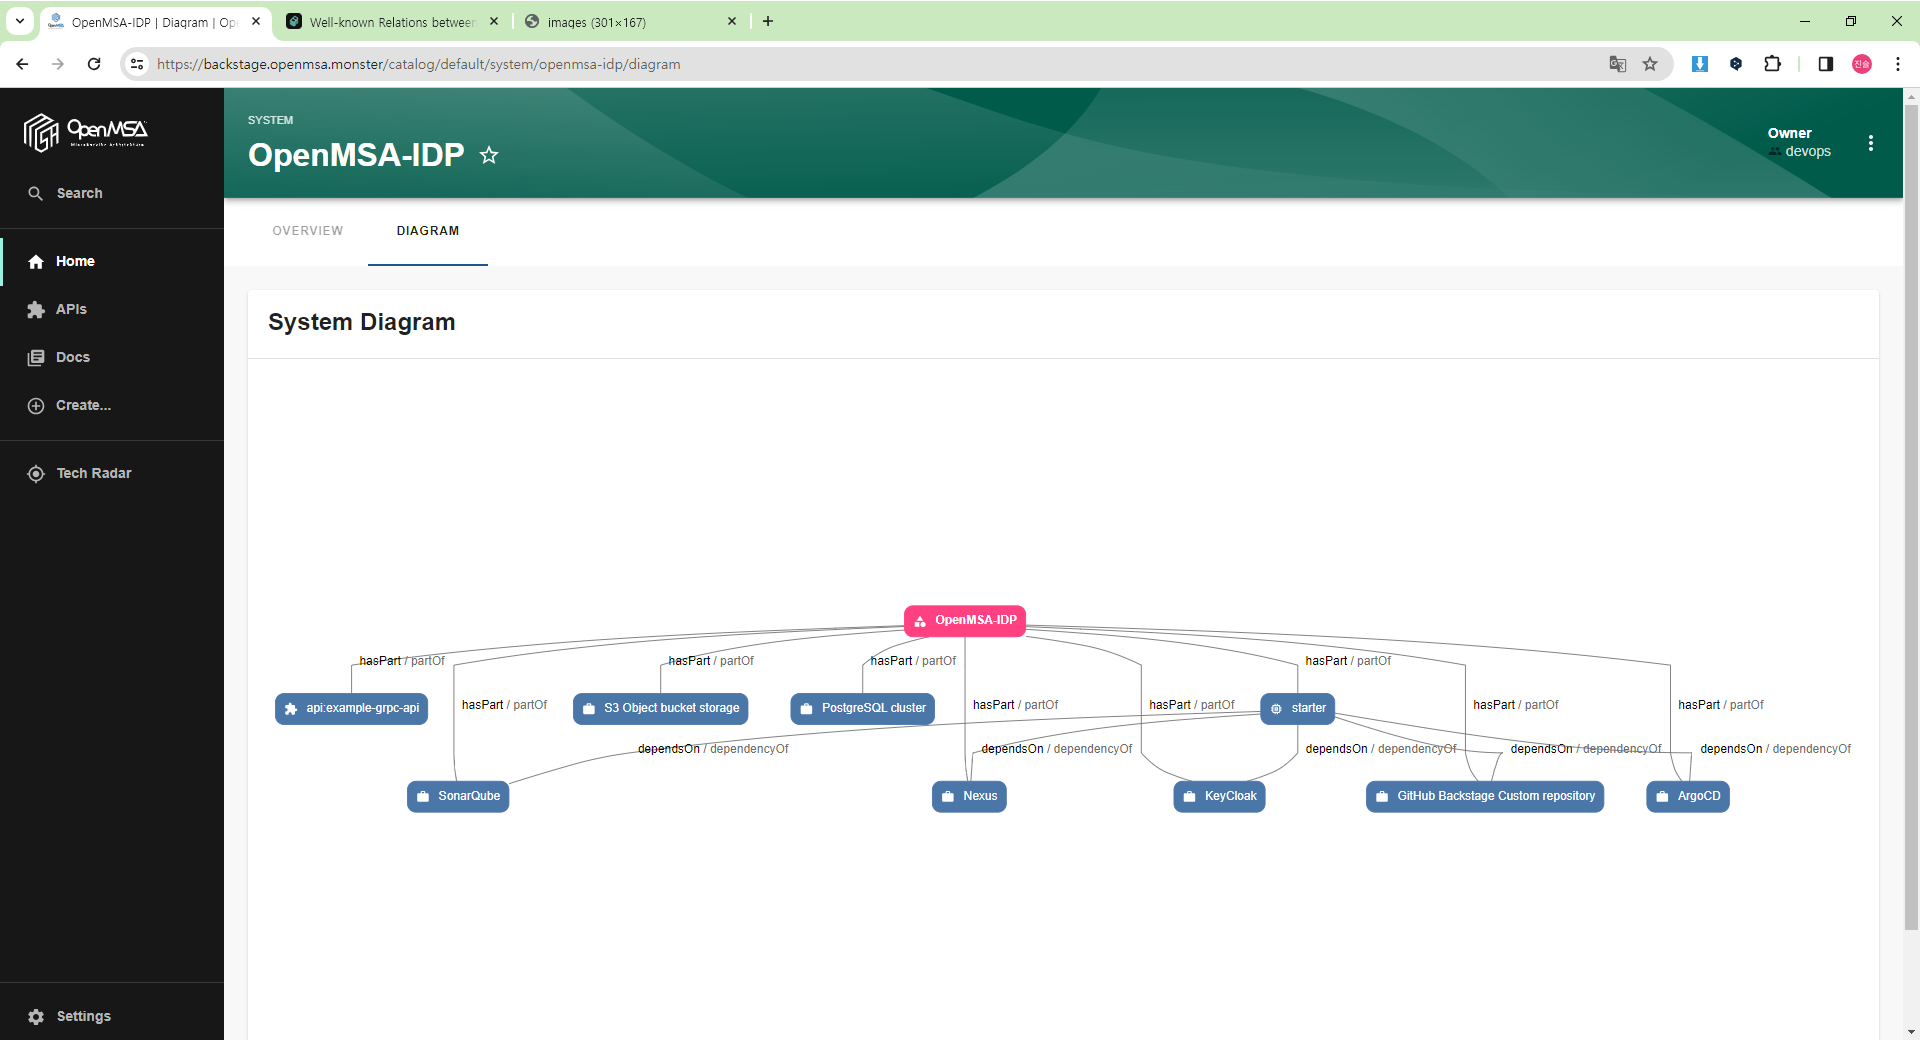 OpenMSA-IDP | Diagram | Op
Well-known Relations between
images (301×167)
https://backstage.openmsa.monster/catalog/default/system/openmsa-idp/diagram
진솔
OpenMSA
SYSTEM
OpenMSA-IDP
Owner
devops
Search
Home
APIs
Docs
Create...
Tech Radar
Settings
OVERVIEW
DIAGRAM
System Diagram
OpenMSA-IDP
hasPart / partOf
hasPart / partOf
hasPart / partOf
hasPart / partOf
api:example-grpc-api
hasPart / partOf
S3 Object bucket storage
PostgreSQL cluster
hasPart / partOf
hasPart / partOf
starter
hasPart / partOf
hasPart / partOf
dependsOn / dependencyOf
dependsOn / dependencyOf
dependsOn / dependencyOf
dependsOn / dependencyOf
dependsOn / dependencyOf
SonarQube
Nexus
KeyCloak
GitHub Backstage Custom repository
ArgoCD